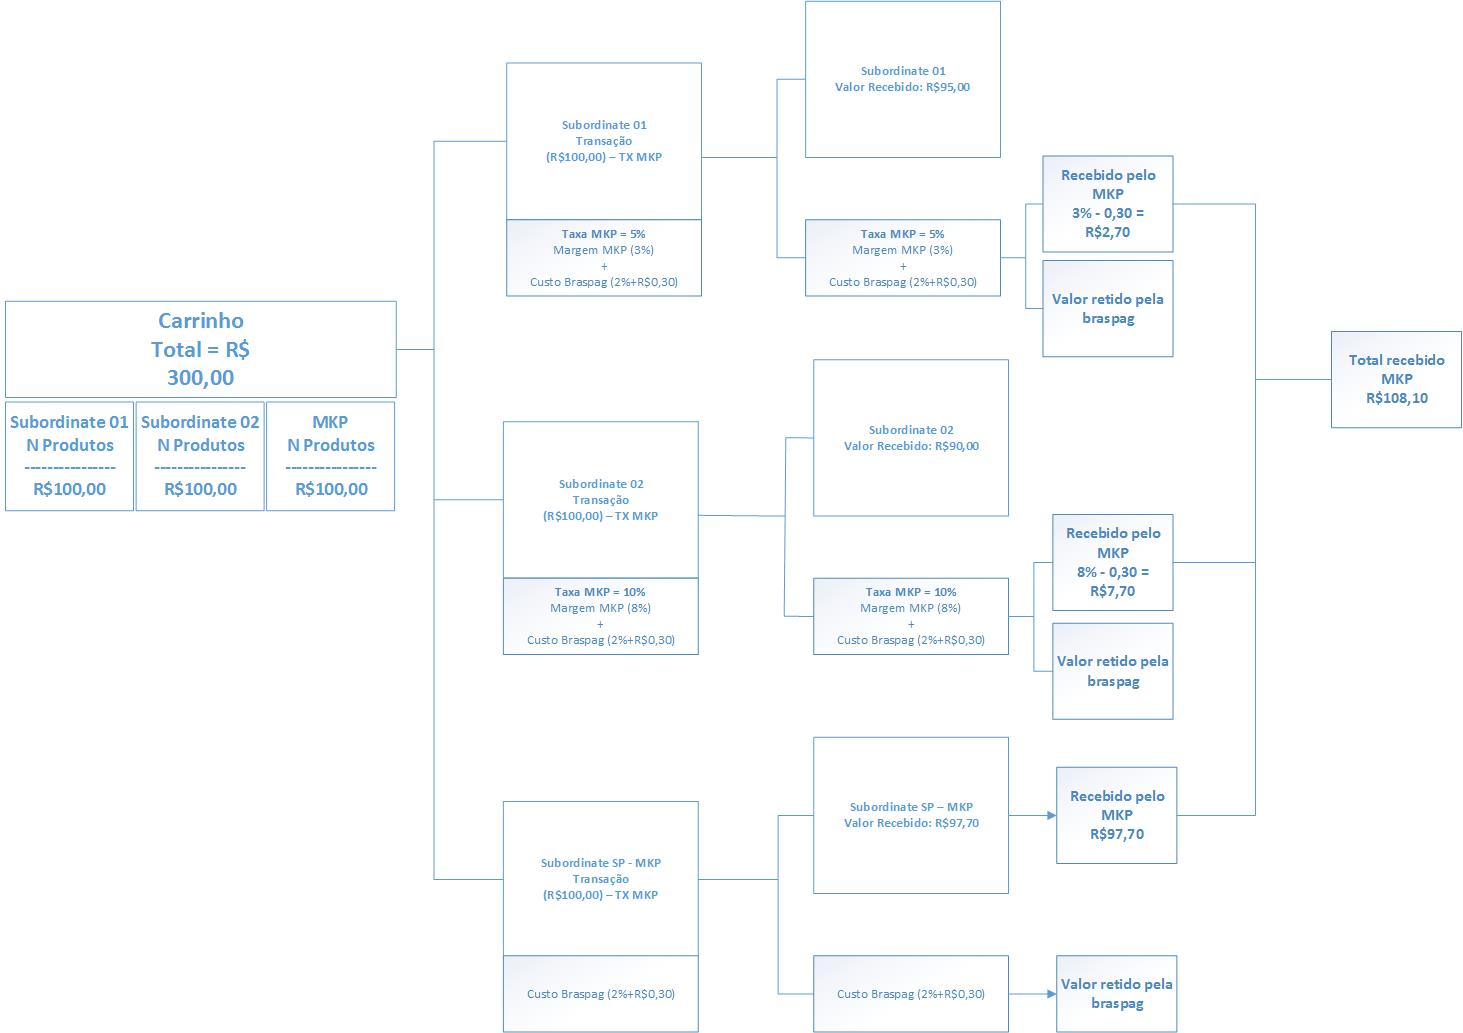 Carrinho
Total = R$
300,00
Subordinate 01
N Produtos
----------------
R$100,00
Subordinate 02
N Produtos
----------------
R$100,00
MKP
N Produtos
----------------
R$100,00
Subordinate 01
Transação
(R$100,00) – TX MKP
Taxa MKP = 5%
Margem MKP (3%)
+
Custo Braspag (2%+R$0,30)
Subordinate 01
Valor Recebido: R$95,00
Taxa MKP = 5%
Margem MKP (3%)
+
Custo Braspag (2%+R$0,30)
Recebido pelo
MKP
3% - 0,30 =
R$2,70
Valor retido pela
braspag
Subordinate 02
Transação
(R$100,00) – TX MKP
Taxa MKP = 10%
Margem MKP (8%)
+
Custo Braspag (2%+R$0,30)
Subordinate 02
Valor Recebido: R$90,00
Taxa MKP = 10%
Margem MKP (8%)
+
Custo Braspag (2%+R$0,30)
Recebido pelo
MKP
8% - 0,30 =
R$7,70
Valor retido pela
braspag
Subordinate SP - MKP
Transação
(R$100,00) – TX MKP
Custo Braspag (2%+R$0,30)
Subordinate SP – MKP
Valor Recebido: R$97,70
Custo Braspag (2%+R$0,30)
Recebido pelo
MKP
R$97,70
Valor retido pela
braspag
Total recebido
MKP
R$108,10